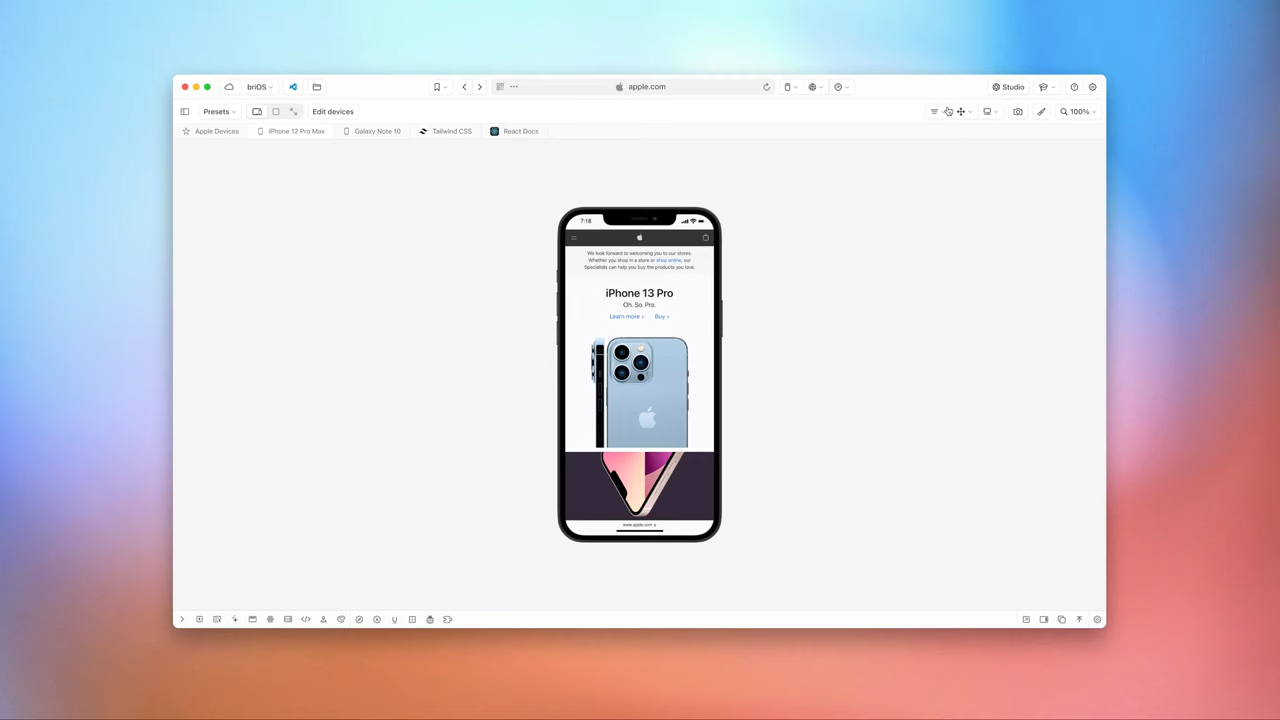 briOS
apple.com
Studio
Presets
Edit devices
100%
Apple Devices
iPhone 12 Pro Max
Galaxy Note 10
Tailwind CSS
React Docs
7:18
We look forward to welcoming you to our stores.
Whether you shop in a store or shop online, our
Specialists can help you buy the products you love.
iPhone 13 Pro
Oh. So. Pro.
Learn more >
Buy >
www.apple.com